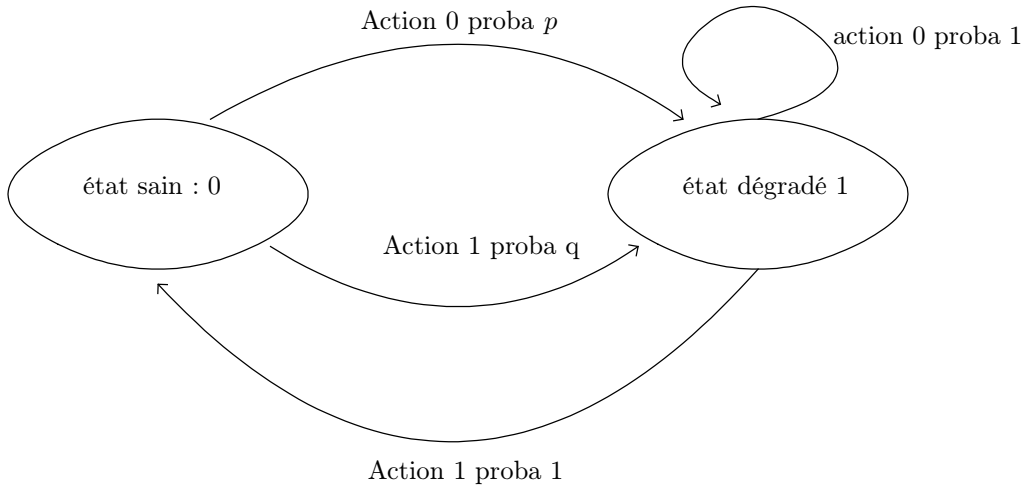 Action 0 proba p
action 0 proba 1
état sain : 0
état dégradé 1
Action 1 proba q
Action 1 proba 1